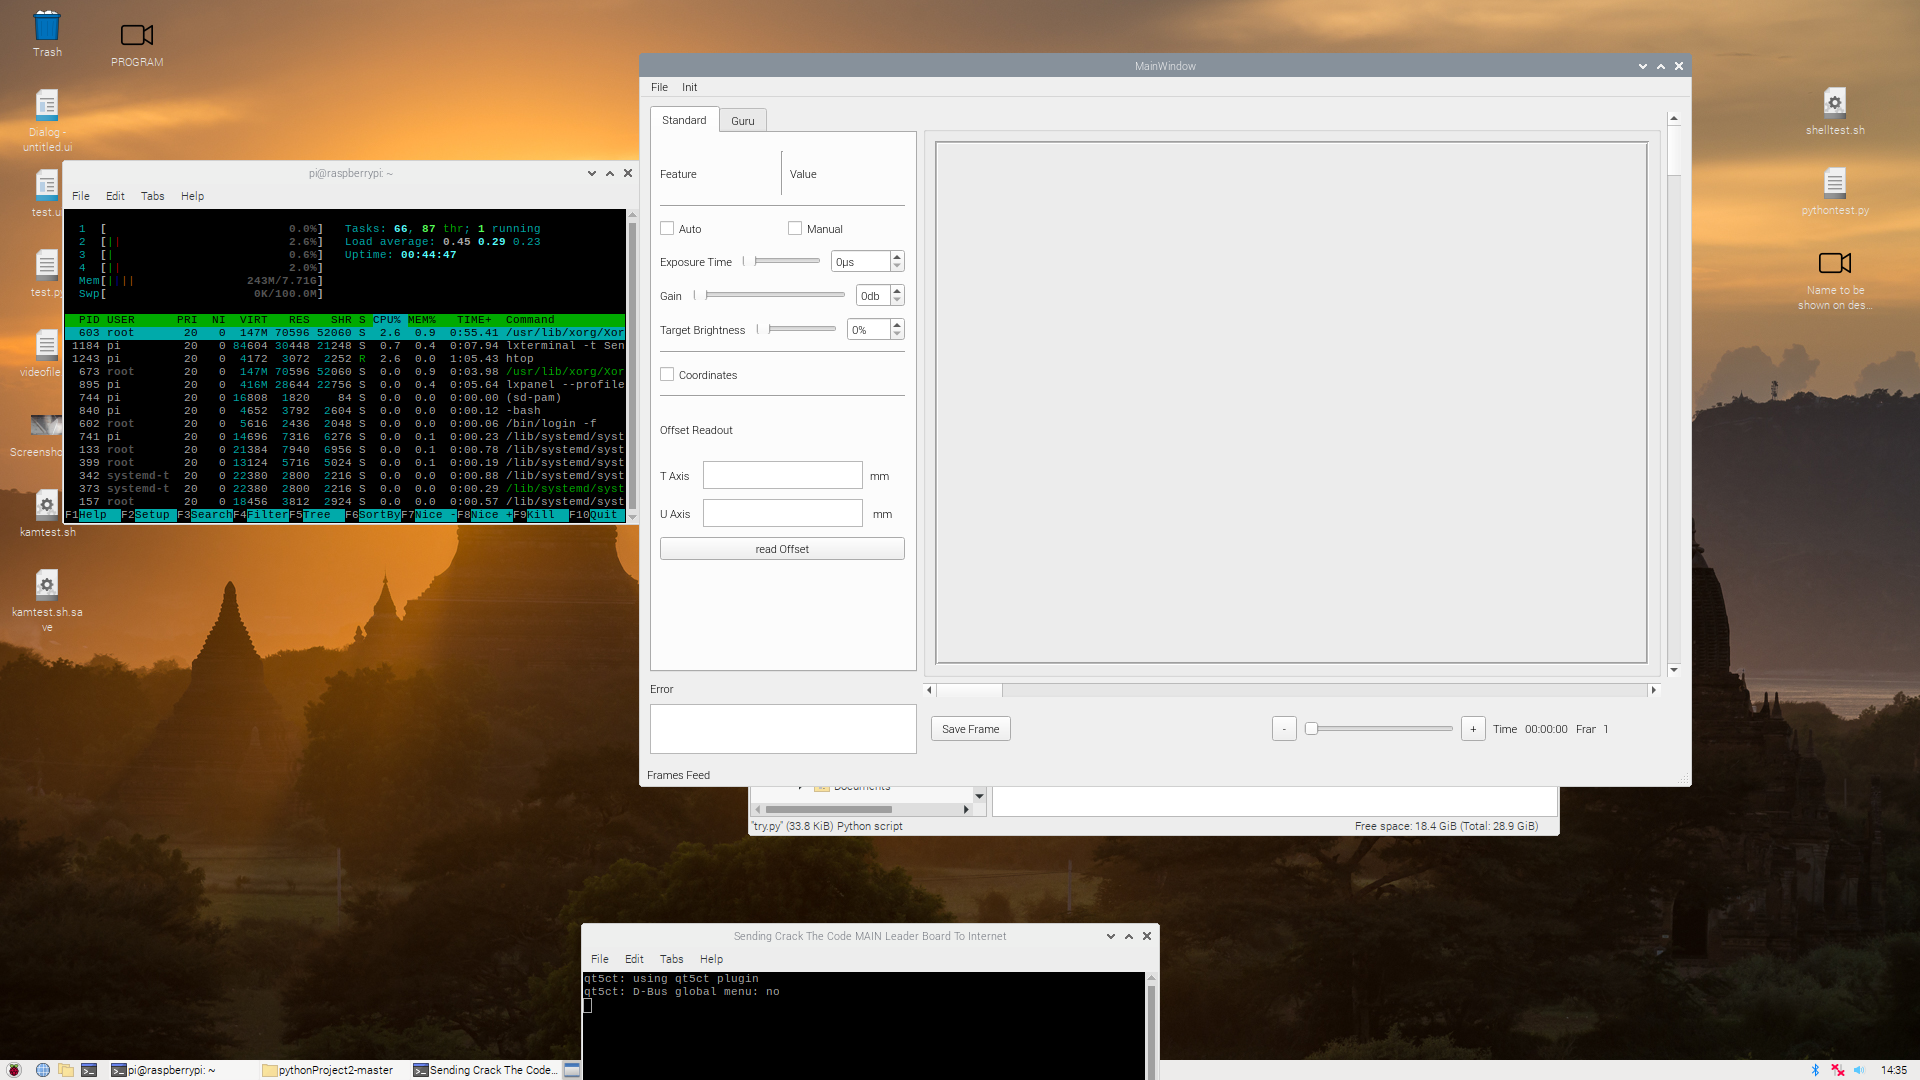 Trash
PROGRAM
Dialog -
untitled.ui
test.u
test.py
videofile
Screensho
kamtest.sh
kamtest.sh.sa
ve
shelltest.sh
pythontest.py
Name to be
shown on des...
pi@raspberrypi: ~
File Edit Tabs Help
1 [ 0.0%] Tasks: 66, 87 thr; 1 running
2 [|| 2.6%] Load average: 0.45 0.29 0.23
3 [| 0.6%] Uptime: 00:44:47
4 [|| 2.0%]
Mem[|||| 243M/7.71G]
Swp[ 0K/100.0M]
PID USER PRI NI VIRT RES SHR S CPU% MEM% TIME+ Command
603 root 20 0 147M 70596 52060 S 2.6 0.9 0:55.41 /usr/lib/xorg/Xor
1184 pi 20 0 84604 30448 21248 S 0.7 0.4 0:07.94 lxterminal -t Sen
1243 pi 20 0 4172 3072 2252 R 2.6 0.0 1:05.43 htop
673 root 20 0 147M 70596 52060 S 0.0 0.9 0:03.98 /usr/lib/xorg/Xor
895 pi 20 0 416M 28644 22756 S 0.0 0.4 0:05.64 lxpanel --profile
744 pi 20 0 16808 1820 84 S 0.0 0.0 0:00.00 (sd-pam)
840 pi 20 0 4652 3792 2604 S 0.0 0.0 0:00.12 -bash
602 root 20 0 5616 2436 2048 S 0.0 0.0 0:00.06 /bin/login -f
741 pi 20 0 14696 7316 6276 S 0.0 0.1 0:00.23 /lib/systemd/syst
133 root 20 0 21384 7940 6956 S 0.0 0.1 0:00.78 /lib/systemd/syst
399 root 20 0 13124 5716 5024 S 0.0 0.1 0:00.19 /lib/systemd/syst
342 systemd-t 20 0 22380 2800 2216 S 0.0 0.0 0:00.88 /lib/systemd/syst
373 systemd-t 20 0 22380 2800 2216 S 0.0 0.0 0:00.29 /lib/systemd/syst
157 root 20 0 18456 3812 2924 S 0.0 0.0 0:00.57 /lib/systemd/syst
F1Help F2Setup F3SearchF4FilterF5Tree F6SortByF7Nice -F8Nice +F9Kill F10Quit
MainWindow
File Init
Standard Guru
Feature Value
Auto Manual
Exposure Time 0µs
Gain 0db
Target Brightness 0%
Coordinates
Offset Readout
T Axis mm
U Axis mm
read Offset
Error
Save Frame - + Time 00:00:00 Frar 1
Frames Feed
Documents
"try.py" (33.8 KiB) Python script Free space: 18.4 GiB (Total: 28.9 GiB)
Sending Crack The Code MAIN Leader Board To Internet
File Edit Tabs Help
qt5ct: using qt5ct plugin
qt5ct: D-Bus global menu: no
pi@raspberrypi: ~ pythonProject2-master Sending Crack The Code... 14:35